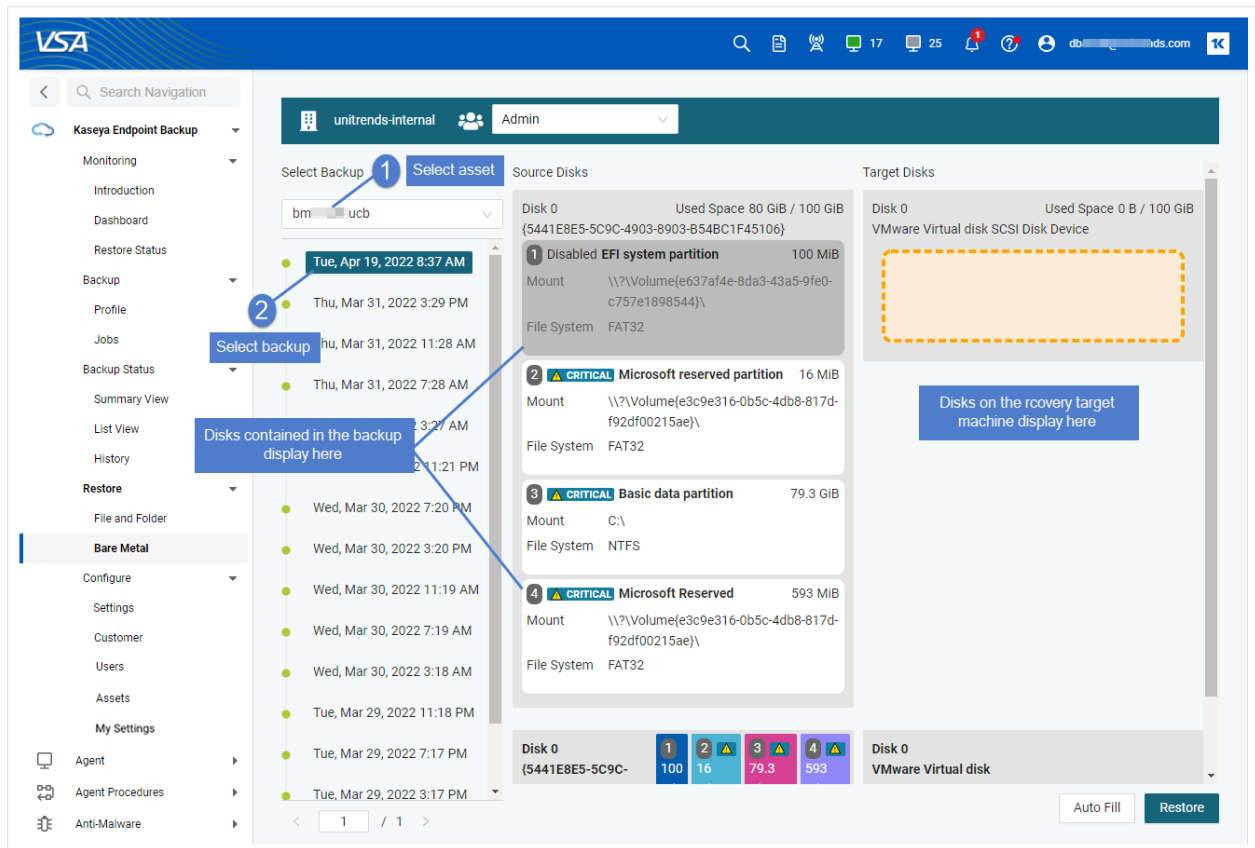 VSA
17
25
1
db
ds.com
Search Navigation
Kaseya Endpoint Backup
Monitoring
Introduction
Dashboard
Restore Status
Backup
Profile
Jobs
Backup Status
Summary View
List View
History
Restore
File and Folder
Bare Metal
Configure
Settings
Customer
Users
Assets
My Settings
Agent
Agent Procedures
Anti-Malware
unitrends-internal
Admin
Select Backup
1
Select asset
bm
ucb
Tue, Apr 19, 2022 8:37 AM
Thu, Mar 31, 2022 3:29 PM
2
Select backup
Thu, Mar 31, 2022 11:28 AM
Thu, Mar 31, 2022 7:28 AM
3:27 AM
Disks contained in the backup
display here
11:21 PM
Wed, Mar 30, 2022 7:20 PM
Wed, Mar 30, 2022 3:20 PM
Wed, Mar 30, 2022 11:19 AM
Wed, Mar 30, 2022 7:19 AM
Wed, Mar 30, 2022 3:18 AM
Tue, Mar 29, 2022 11:18 PM
Tue, Mar 29, 2022 7:17 PM
Tue, Mar 29, 2022 3:17 PM
< 1 / 1 >
Source Disks
Disk 0 Used Space 80 GiB / 100 GiB
{5441E8E5-5C9C-4903-8903-B54BC1F45106}
1 Disabled EFI system partition 100 MiB
Mount \\?\Volume{e637af4e-8da3-43a5-9fe0-
c757e1898544}\
File System FAT32
2 CRITICAL Microsoft reserved partition 16 MiB
Mount \\?\Volume{e3c9e316-0b5c-4db8-817d-
f92df00215ae}\
File System FAT32
3 CRITICAL Basic data partition 79.3 GiB
Mount C:\
File System NTFS
4 CRITICAL Microsoft Reserved 593 MiB
Mount \\?\Volume{e3c9e316-0b5c-4db8-817d-
f92df00215ae}\
File System FAT32
Disk 0
{5441E8E5-5C9C-
1 2 3 4
100 16 79.3 593
Target Disks
Disk 0 Used Space 0 B / 100 GiB
VMware Virtual disk SCSI Disk Device
Disks on the rcovery target
machine display here
Disk 0
VMware Virtual disk
Auto Fill
Restore